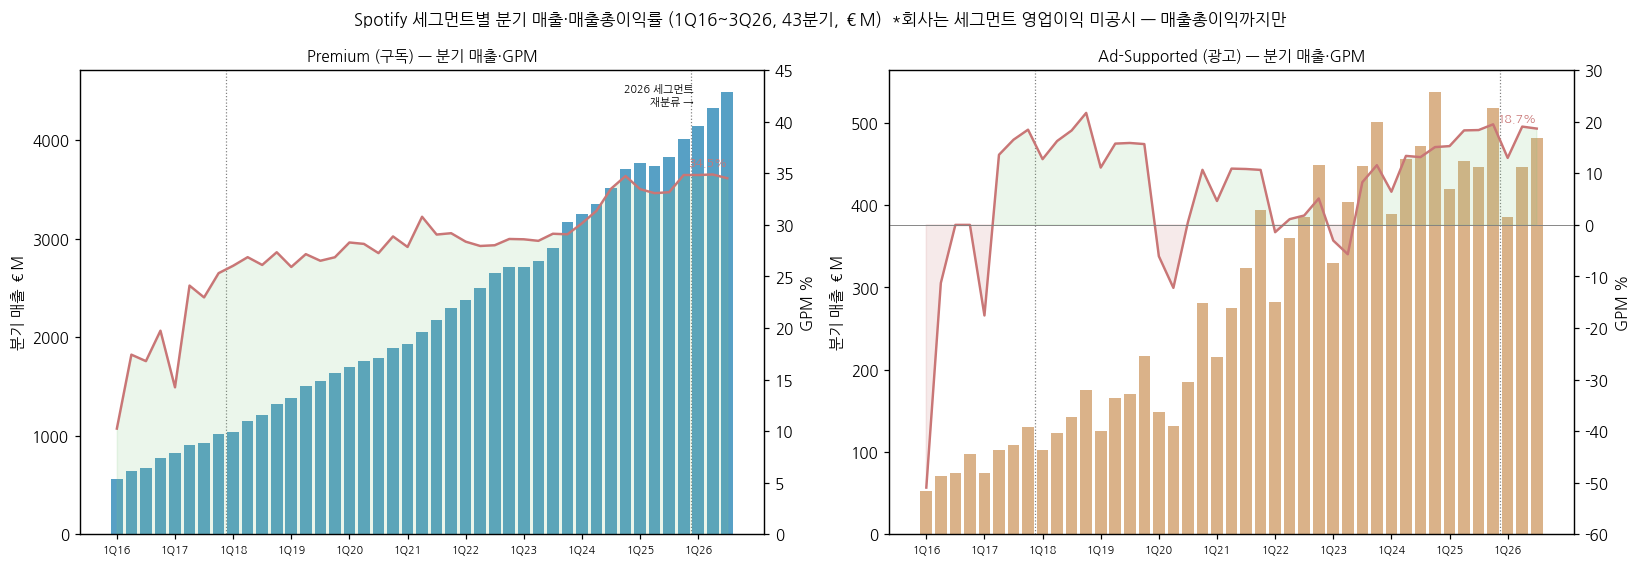 Spotify 세그먼트별 분기 매출·매출총이익률 (1Q16~3Q26, 43분기, €M) *회사는 세그먼트 영업이익 미공시 — 매출총이익까지만
Premium (구독) — 분기 매출·GPM
분기 매출 €M
4000
3000
2000
1000
0
2026 세그먼트
재분류 →
45
40
35
30
25
20
15
10
5
0
GPM %
1Q16 1Q17 1Q18 1Q19 1Q20 1Q21 1Q22 1Q23 1Q24 1Q25 1Q26
Ad-Supported (광고) — 분기 매출·GPM
분기 매출 €M
500
400
300
200
100
0
18.7%
30
20
10
0
-10
-20
-30
-40
-50
-60
GPM %
1Q16 1Q17 1Q18 1Q19 1Q20 1Q21 1Q22 1Q23 1Q24 1Q25 1Q26